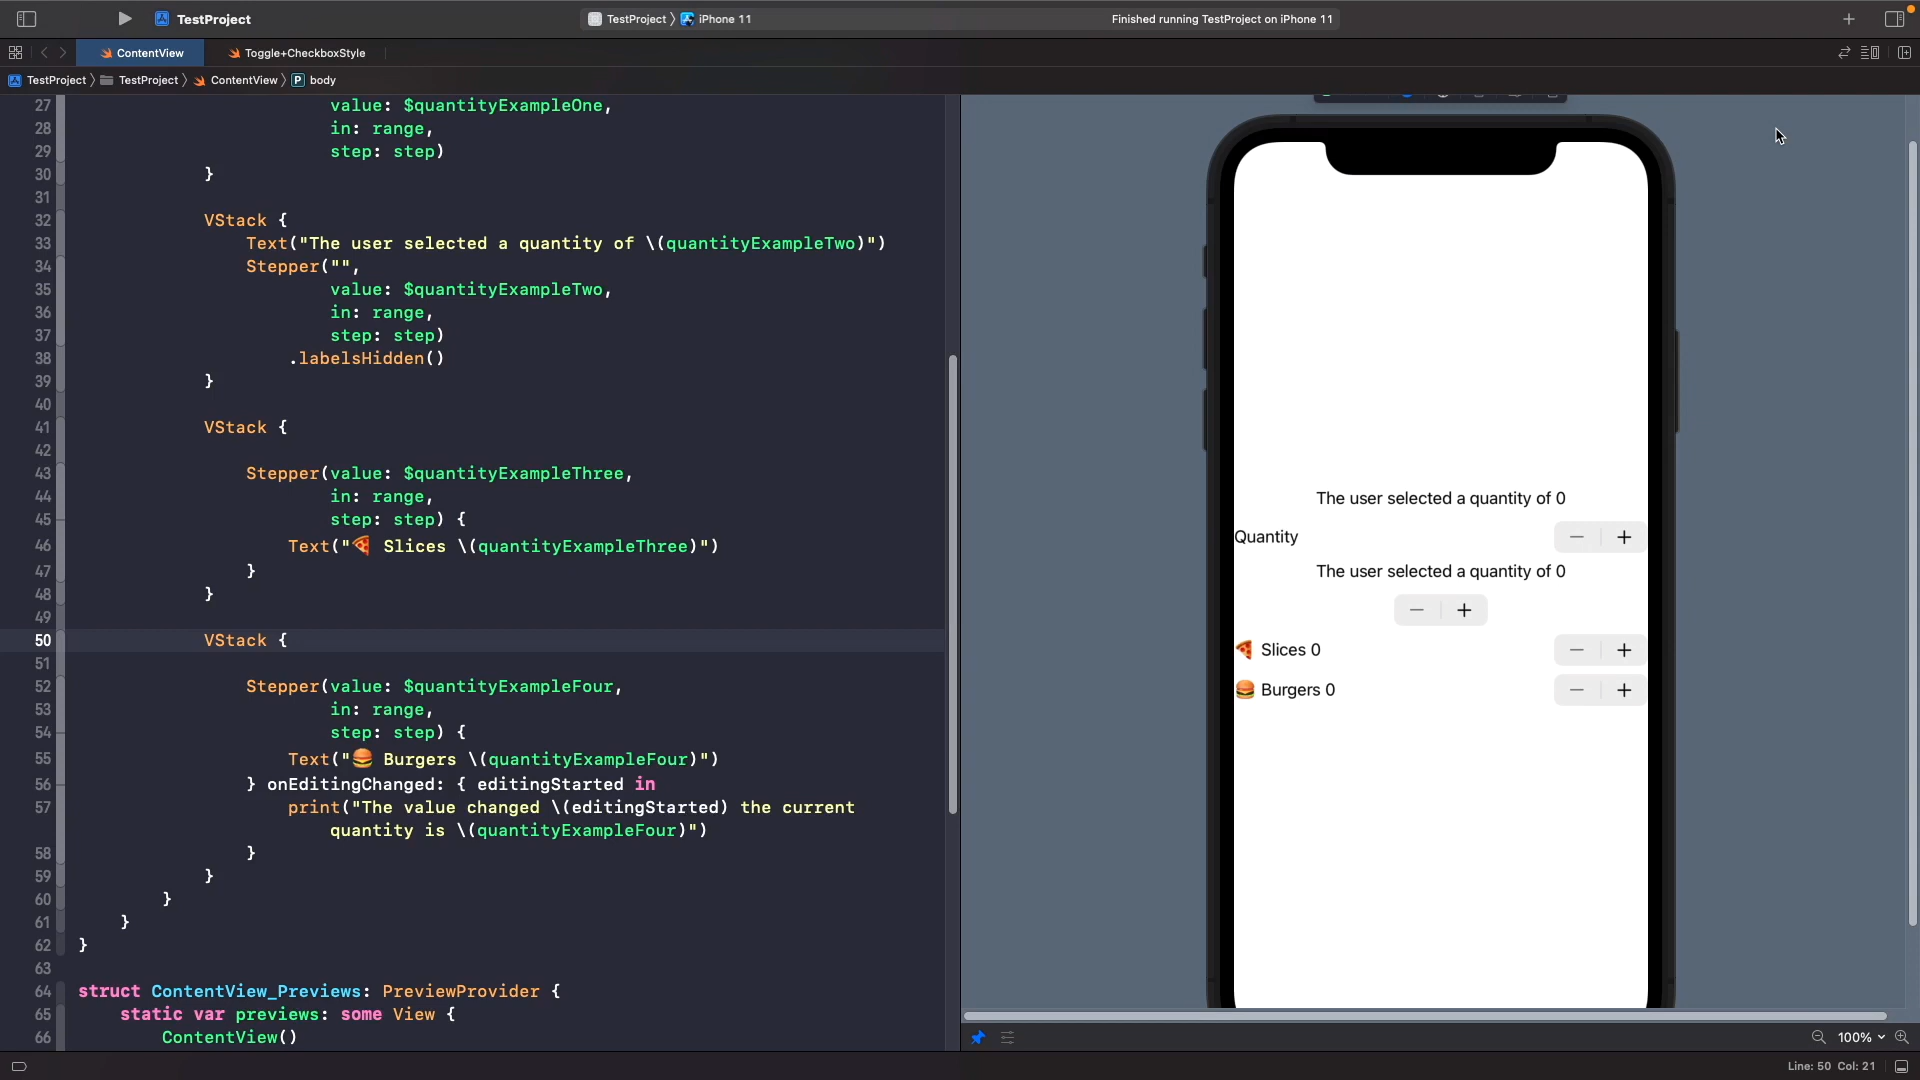 TestProject
TestProject 〉 iPhone 11
Finished running TestProject on iPhone 11
ContentView
Toggle+CheckboxStyle
TestProject 〉 TestProject 〉 ContentView 〉 P body
27 value: $quantityExampleOne,
28 in: range,
29 step: step)
30 }
31
32 VStack {
33 Text("The user selected a quantity of \(quantityExampleTwo)")
34 Stepper("",
35 value: $quantityExampleTwo,
36 in: range,
37 step: step)
38 .labelsHidden()
39 }
40
41 VStack {
42
43 Stepper(value: $quantityExampleThree,
44 in: range,
45 step: step) {
46 Text("🍕 Slices \(quantityExampleThree)")
47 }
48 }
49
50 VStack {
51
52 Stepper(value: $quantityExampleFour,
53 in: range,
54 step: step) {
55 Text("🍔 Burgers \(quantityExampleFour)")
56 } onEditingChanged: { editingStarted in
57 print("The value changed \(editingStarted) the current
quantity is \(quantityExampleFour)")
58 }
59 }
60 }
61 }
62 }
63
64 struct ContentView_Previews: PreviewProvider {
65 static var previews: some View {
66 ContentView()
The user selected a quantity of 0
Quantity − +
The user selected a quantity of 0
− +
🍕 Slices 0 − +
🍔 Burgers 0 − +
100%
Line: 50 Col: 21